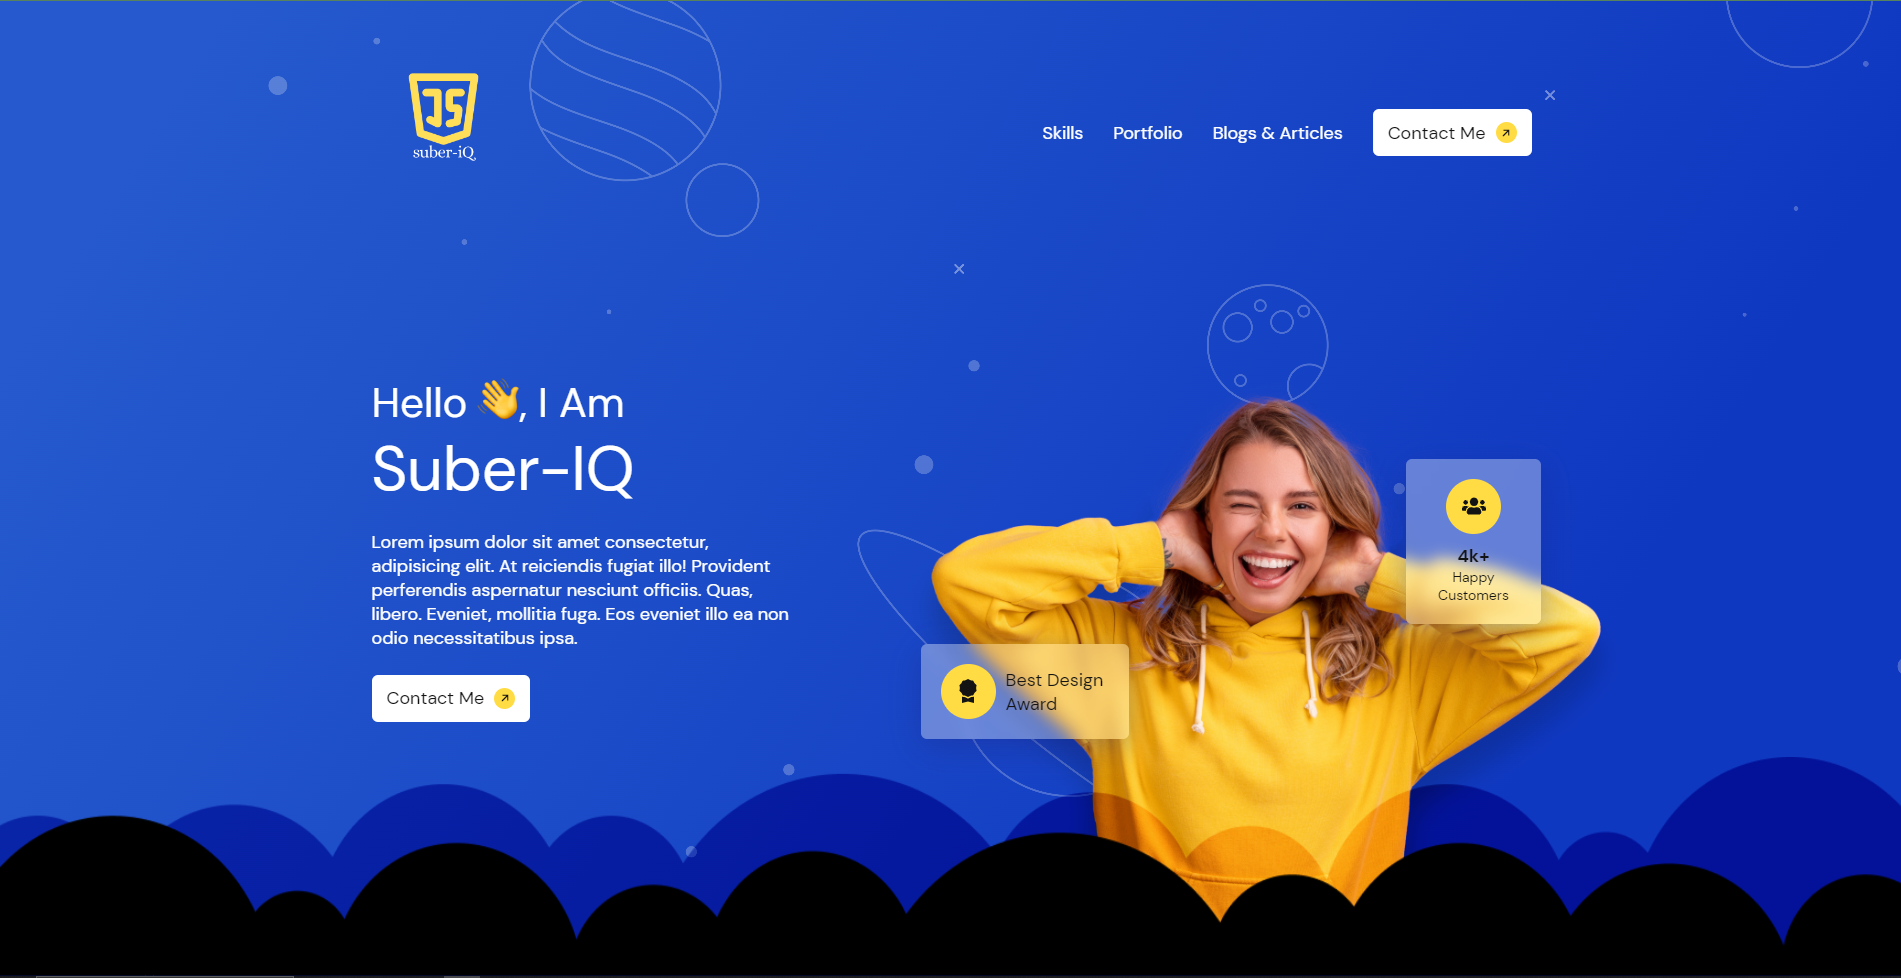 JS
suber-iQ
Skills
Portfolio
Blogs & Articles
Contact Me
Hello 👋, I Am
Suber-IQ
Lorem ipsum dolor sit amet consectetur,
adipisicing elit. At reiciendis fugiat illo! Provident
perferendis aspernatur nesciunt officiis. Quas,
libero. Eveniet, mollitia fuga. Eos eveniet illo ea non
odio necessitatibus ipsa.
Contact Me
4k+
Happy
Customers
Best Design
Award